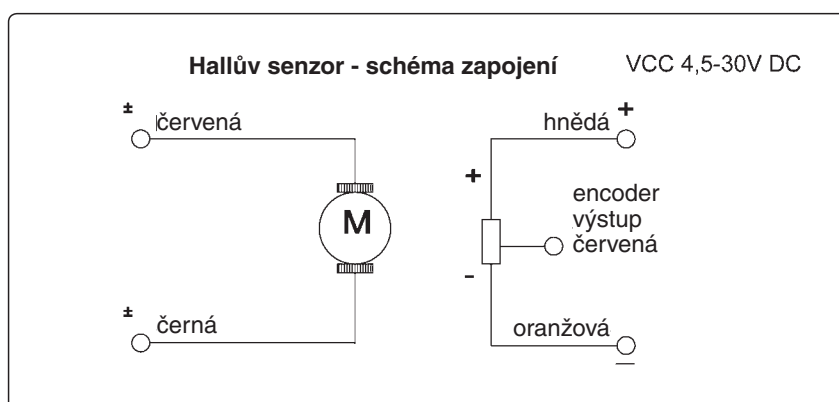 Hallův senzor - schéma zapojení
VCC 4,5-30V DC
±
červená
M
±
černá
hnědá
+
+
encoder
výstup
červená
-
oranžová
—